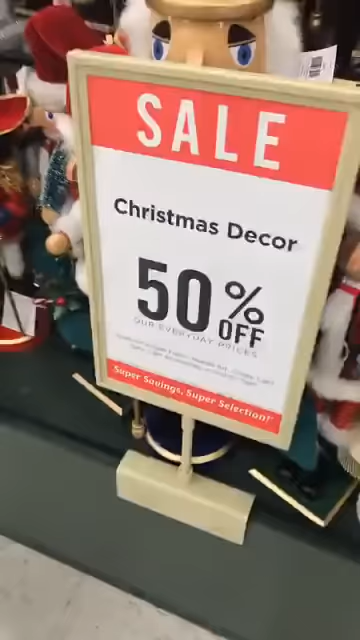 SALE
Christmas Decor
50% OFF
OUR EVERYDAY PRICES
Super Savings, Super Selection!